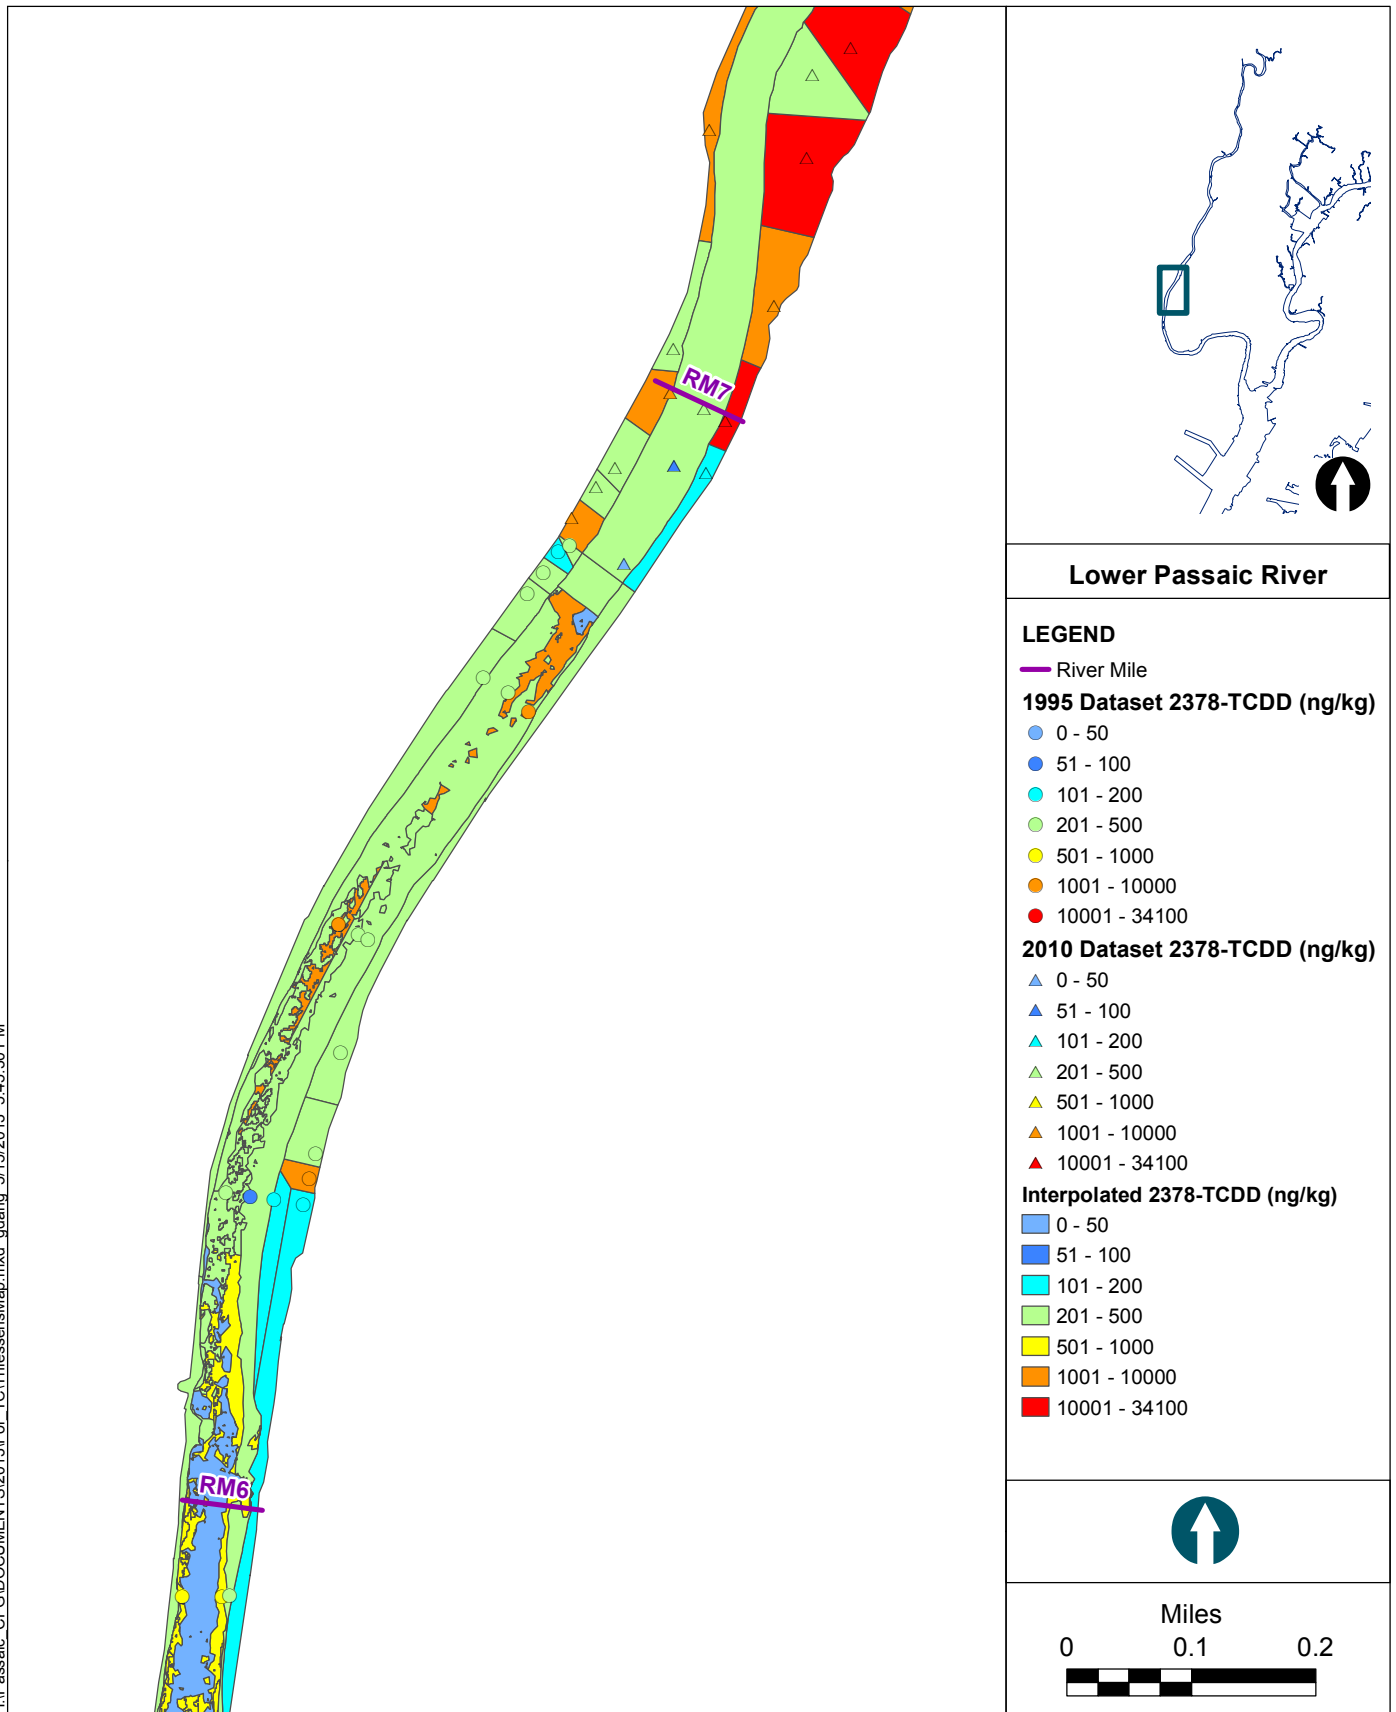 RM7
RM6
Lower Passaic River
LEGEND
River Mile
1995 Dataset 2378-TCDD (ng/kg)
0 - 50
51 - 100
101 - 200
201 - 500
501 - 1000
1001 - 10000
10001 - 34100
2010 Dataset 2378-TCDD (ng/kg)
0 - 50
51 - 100
101 - 200
201 - 500
501 - 1000
1001 - 10000
10001 - 34100
Interpolated 2378-TCDD (ng/kg)
0 - 50
51 - 100
101 - 200
201 - 500
501 - 1000
1001 - 10000
10001 - 34100
Miles
0 0.1 0.2